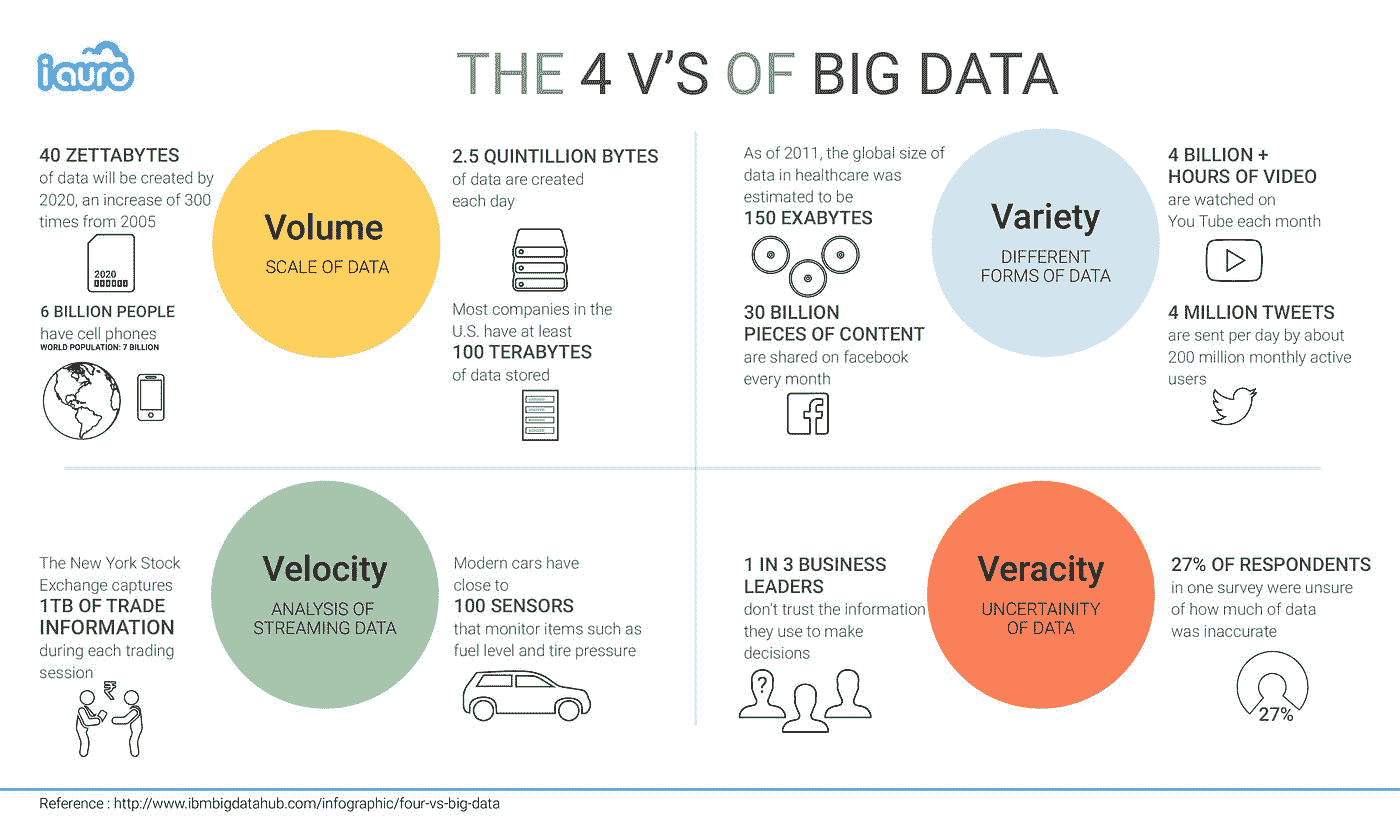 iauro
THE 4 V'S OF BIG DATA
40 ZETTABYTES
of data will be created by
2020, an increase of 300
times from 2005
2020
6 BILLION PEOPLE
have cell phones
WORLD POPULATION: 7 BILLION
Volume
SCALE OF DATA
2.5 QUINTILLION BYTES
of data are created
each day
Most companies in the
U.S. have at least
100 TERABYTES
of data stored
As of 2011, the global size of
data in healthcare was
estimated to be
150 EXABYTES
30 BILLION
PIECES OF CONTENT
are shared on facebook
every month
f
Variety
DIFFERENT
FORMS OF DATA
4 BILLION +
HOURS OF VIDEO
are watched on
You Tube each month
4 MILLION TWEETS
are sent per day by about
200 million monthly active
users
The New York Stock
Exchange captures
1TB OF TRADE
INFORMATION
during each trading
session
₹
Velocity
ANALYSIS OF
STREAMING DATA
Modern cars have
close to
100 SENSORS
that monitor items such as
fuel level and tire pressure
1 IN 3 BUSINESS
LEADERS
don't trust the information
they use to make
decisions
?
Veracity
UNCERTAINITY
OF DATA
27% OF RESPONDENTS
in one survey were unsure
of how much of data
was inaccurate
27%
Reference : http://www.ibmbigdatahub.com/infographic/four-vs-big-data